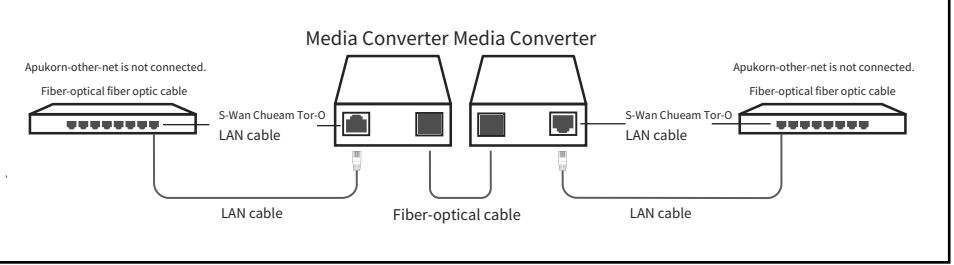 Media Converter Media Converter
Apukorn-other-net is not connected.
Fiber-optical fiber optic cable
S-Wan Chueam Tor-O
LAN cable
S-Wan Chueam Tor-O
LAN cable
Apukorn-other-net is not connected.
Fiber-optical fiber optic cable
LAN cable
Fiber-optical cable
LAN cable